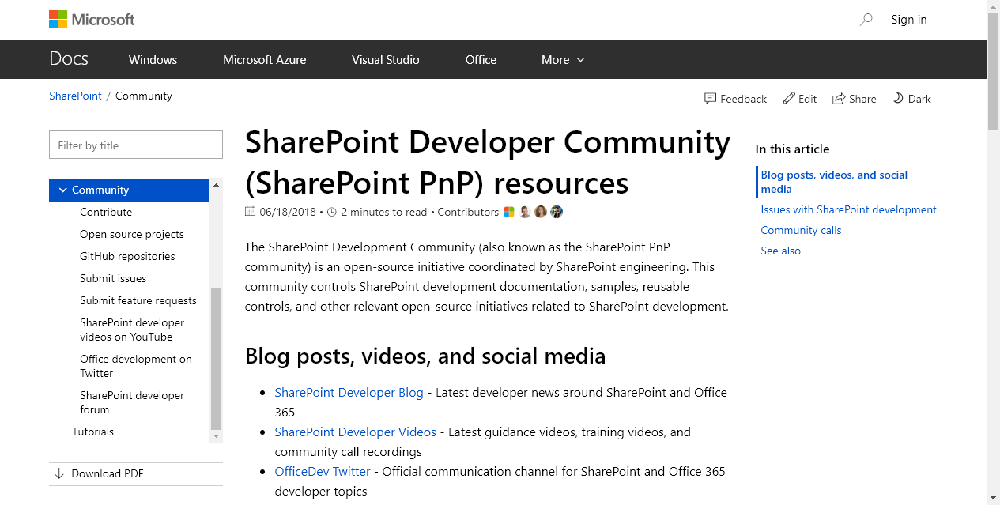 Microsoft
Sign in
Docs
Windows
Microsoft Azure
Visual Studio
Office
More
SharePoint / Community
Feedback
Edit
Share
Dark
Filter by title
Community
Contribute
Open source projects
GitHub repositories
Submit issues
Submit feature requests
SharePoint developer
videos on YouTube
Office development on
Twitter
SharePoint developer
forum
Tutorials
Download PDF
SharePoint Developer Community
(SharePoint PnP) resources
06/18/2018 • 2 minutes to read • Contributors
The SharePoint Development Community (also known as the SharePoint PnP
community) is an open-source initiative coordinated by SharePoint engineering. This
community controls SharePoint development documentation, samples, reusable
controls, and other relevant open-source initiatives related to SharePoint development.
Blog posts, videos, and social media
• SharePoint Developer Blog - Latest developer news around SharePoint and Office
365
• SharePoint Developer Videos - Latest guidance videos, training videos, and
community call recordings
• OfficeDev Twitter - Official communication channel for SharePoint and Office 365
developer topics
In this article
Blog posts, videos, and social
media
Issues with SharePoint development
Community calls
See also